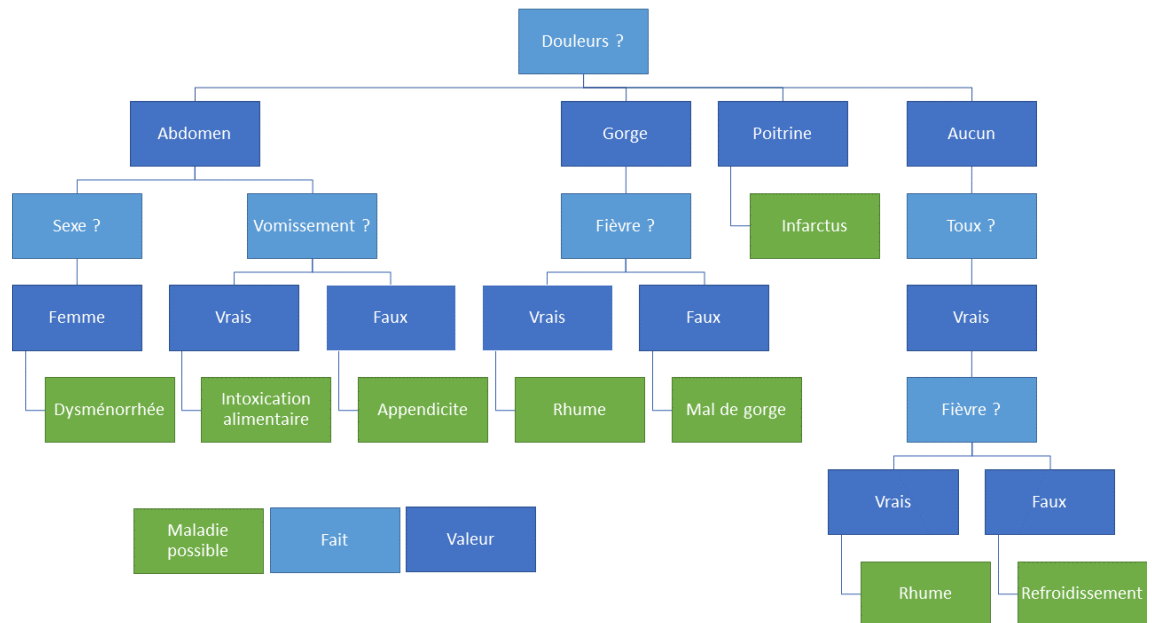 Douleurs ?
Abdomen
Gorge
Poitrine
Aucun
Sexe ?
Vomissement ?
Fièvre ?
Infarctus
Toux ?
Femme
Vrais
Faux
Vrais
Faux
Vrais
Dysménorrhée
Intoxication
alimentaire
Appendicite
Rhume
Mal de gorge
Fièvre ?
Vrais
Faux
Maladie
possible
Fait
Valeur
Rhume
Refroidissement